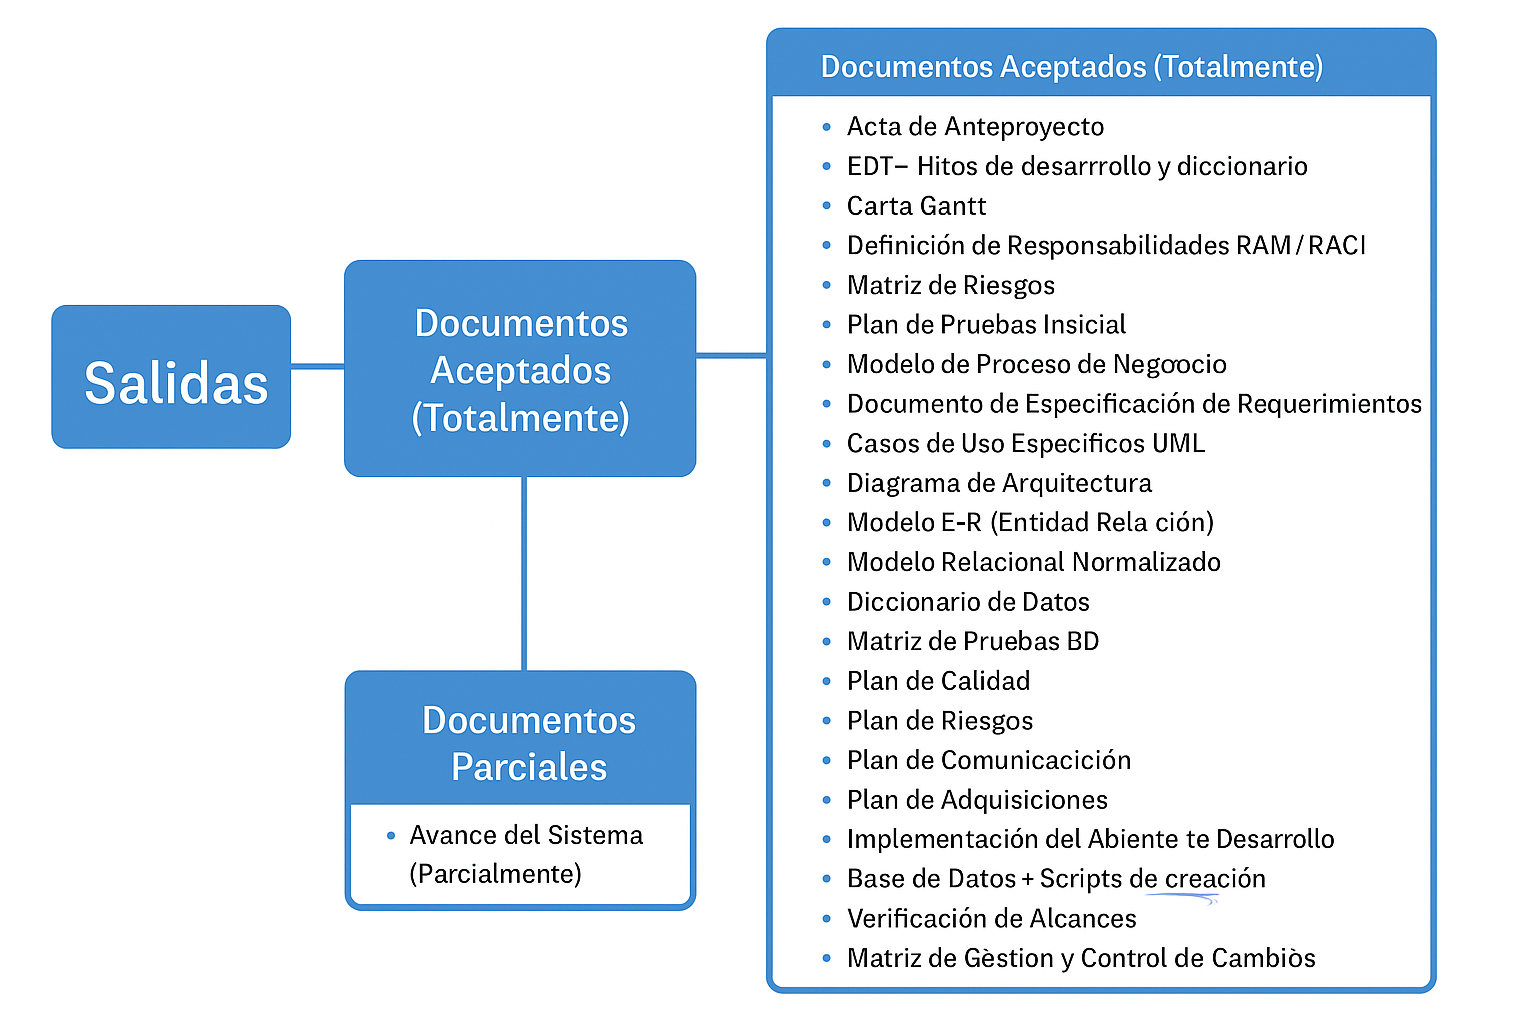 Salidas
Documentos
Aceptados
(Totalmente)
Documentos
Parciales
• Avance del Sistema
(Parcialmente)
Documentos Aceptados (Totalmente)
• Acta de Anteproyecto
• EDT– Hitos de desarrrollo y diccionario
• Carta Gantt
• Definición de Responsabilidades RAM/RACI
• Matriz de Riesgos
• Plan de Pruebas Insicial
• Modelo de Proceso de Negoocio
• Documento de Especificación de Requerimientos
• Casos de Uso Especificos UML
• Diagrama de Arquitectura
• Modelo E-R (Entidad Rela ción)
• Modelo Relacional Normalizado
• Diccionario de Datos
• Matriz de Pruebas BD
• Plan de Calidad
• Plan de Riesgos
• Plan de Comunicacición
• Plan de Adquisiciones
• Implementación del Abiente te Desarrollo
• Base de Datos + Scripts de creación
• Verificación de Alcances
• Matriz de Gèstion y Control de Cambiòs